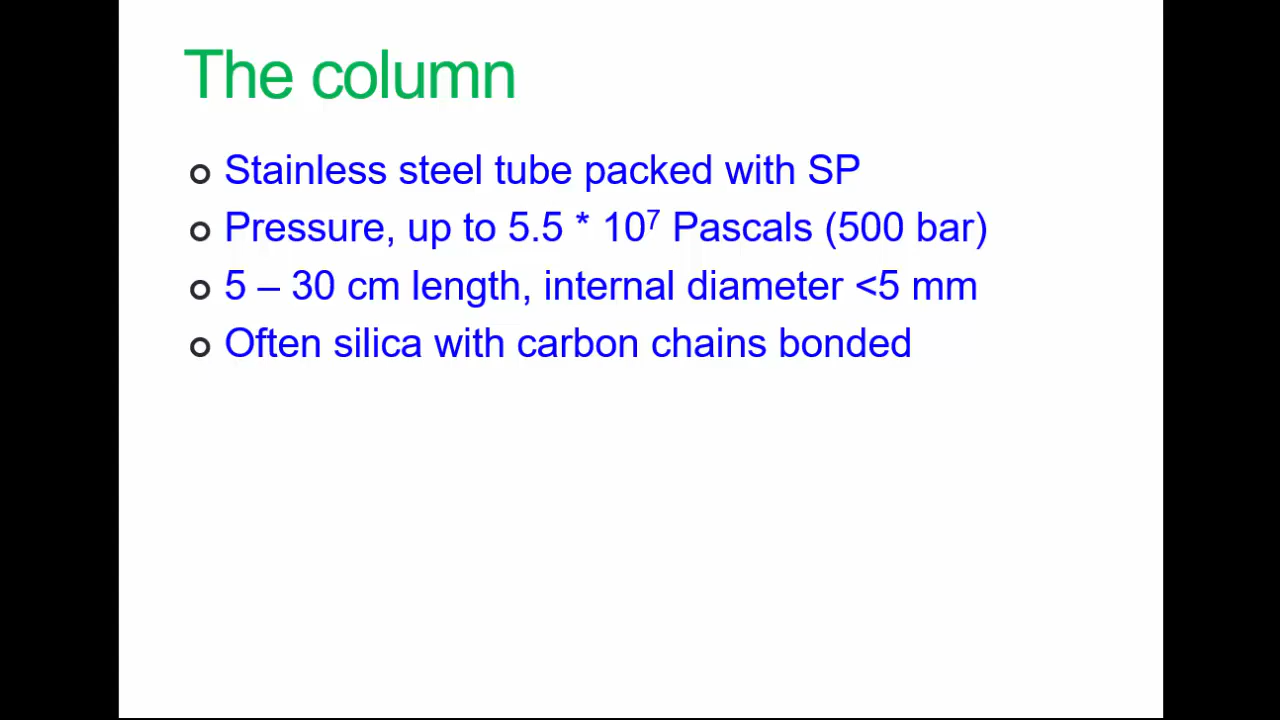 The column
Stainless steel tube packed with SP
Pressure, up to 5.5 * 10⁷ Pascals (500 bar)
5 – 30 cm length, internal diameter <5 mm
Often silica with carbon chains bonded